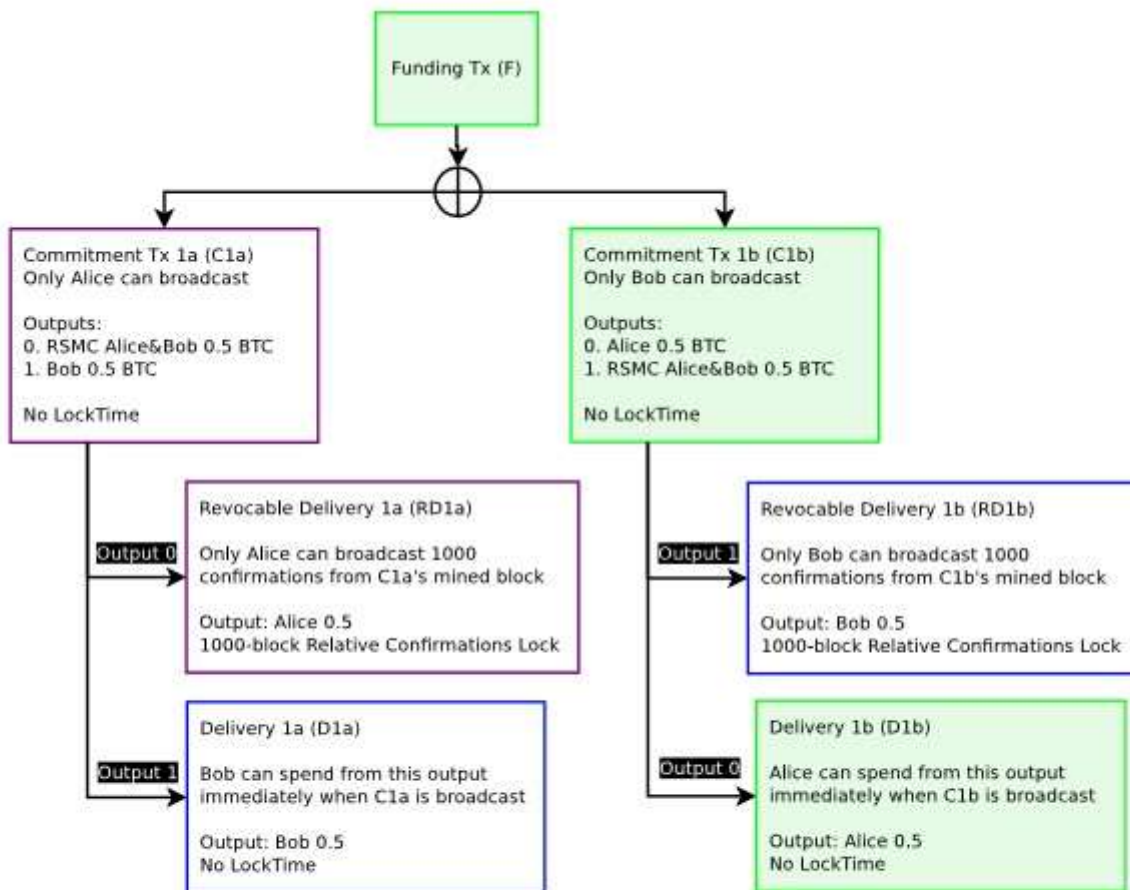 Funding Tx (F)
Commitment Tx 1a (C1a)
Only Alice can broadcast
Outputs:
0. RSMC Alice&Bob 0.5 BTC
1. Bob 0.5 BTC
No LockTime
Commitment Tx 1b (C1b)
Only Bob can broadcast
Outputs:
0. Alice 0.5 BTC
1. RSMC Alice&Bob 0.5 BTC
No LockTime
Output 0
Revocable Delivery 1a (RD1a)
Only Alice can broadcast 1000
confirmations from C1a's mined block
Output: Alice 0.5
1000-block Relative Confirmations Lock
Output 1
Revocable Delivery 1b (RD1b)
Only Bob can broadcast 1000
confirmations from C1b's mined block
Output: Bob 0.5
1000-block Relative Confirmations Lock
Output 1
Delivery 1a (D1a)
Bob can spend from this output
immediately when C1a is broadcast
Output: Bob 0.5
No LockTime
Output 0
Delivery 1b (D1b)
Alice can spend from this output
immediately when C1b is broadcast
Output: Alice 0.5
No LockTime